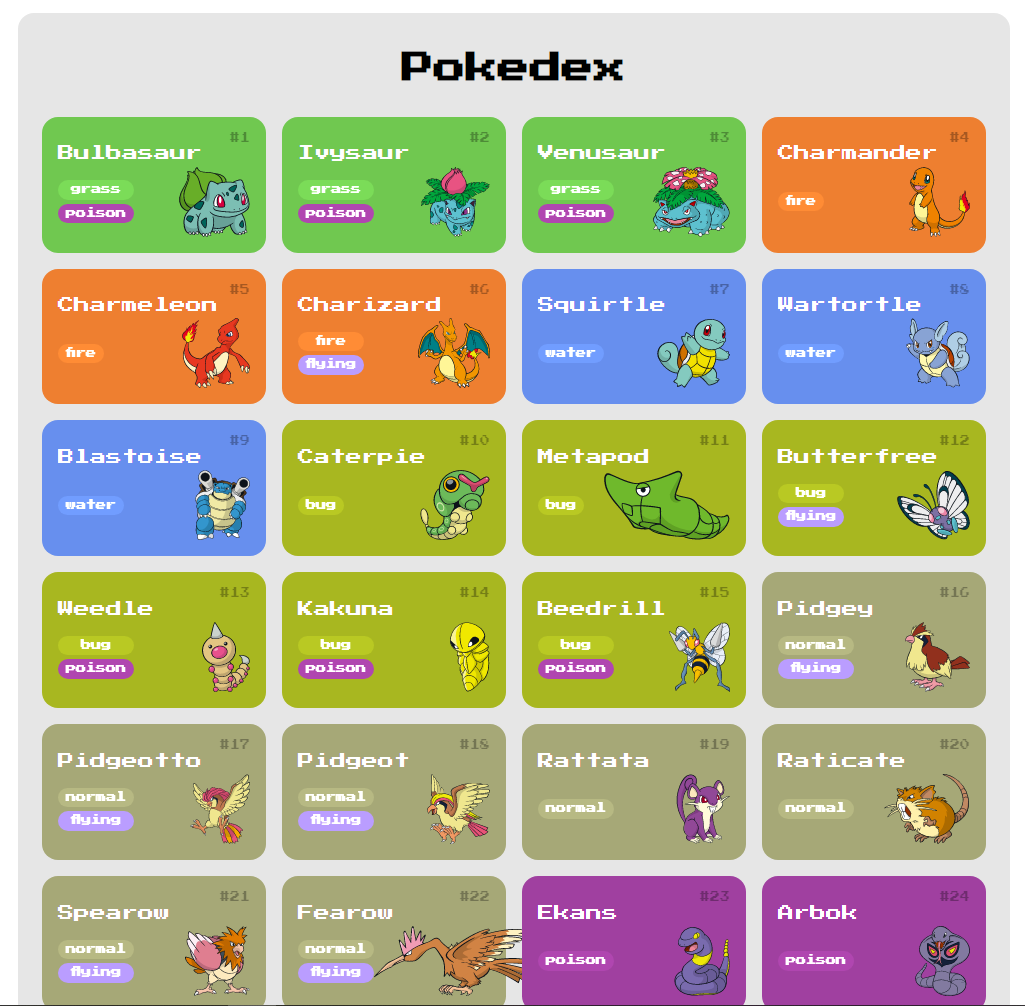 Pokedex
#1
Bulbasaur
grass
poison
#2
Ivysaur
grass
poison
#3
Venusaur
grass
poison
#4
Charmander
fire
#5
Charmeleon
fire
#6
Charizard
fire
flying
#7
Squirtle
water
#8
Wartortle
water
#9
Blastoise
water
#10
Caterpie
bug
#11
Metapod
bug
#12
Butterfree
bug
flying
#13
Weedle
bug
poison
#14
Kakuna
bug
poison
#15
Beedrill
bug
poison
#16
Pidgey
normal
flying
#17
Pidgeotto
normal
flying
#18
Pidgeot
normal
flying
#19
Rattata
normal
#20
Raticate
normal
#21
Spearow
normal
flying
#22
Fearow
normal
flying
#23
Ekans
poison
#24
Arbok
poison